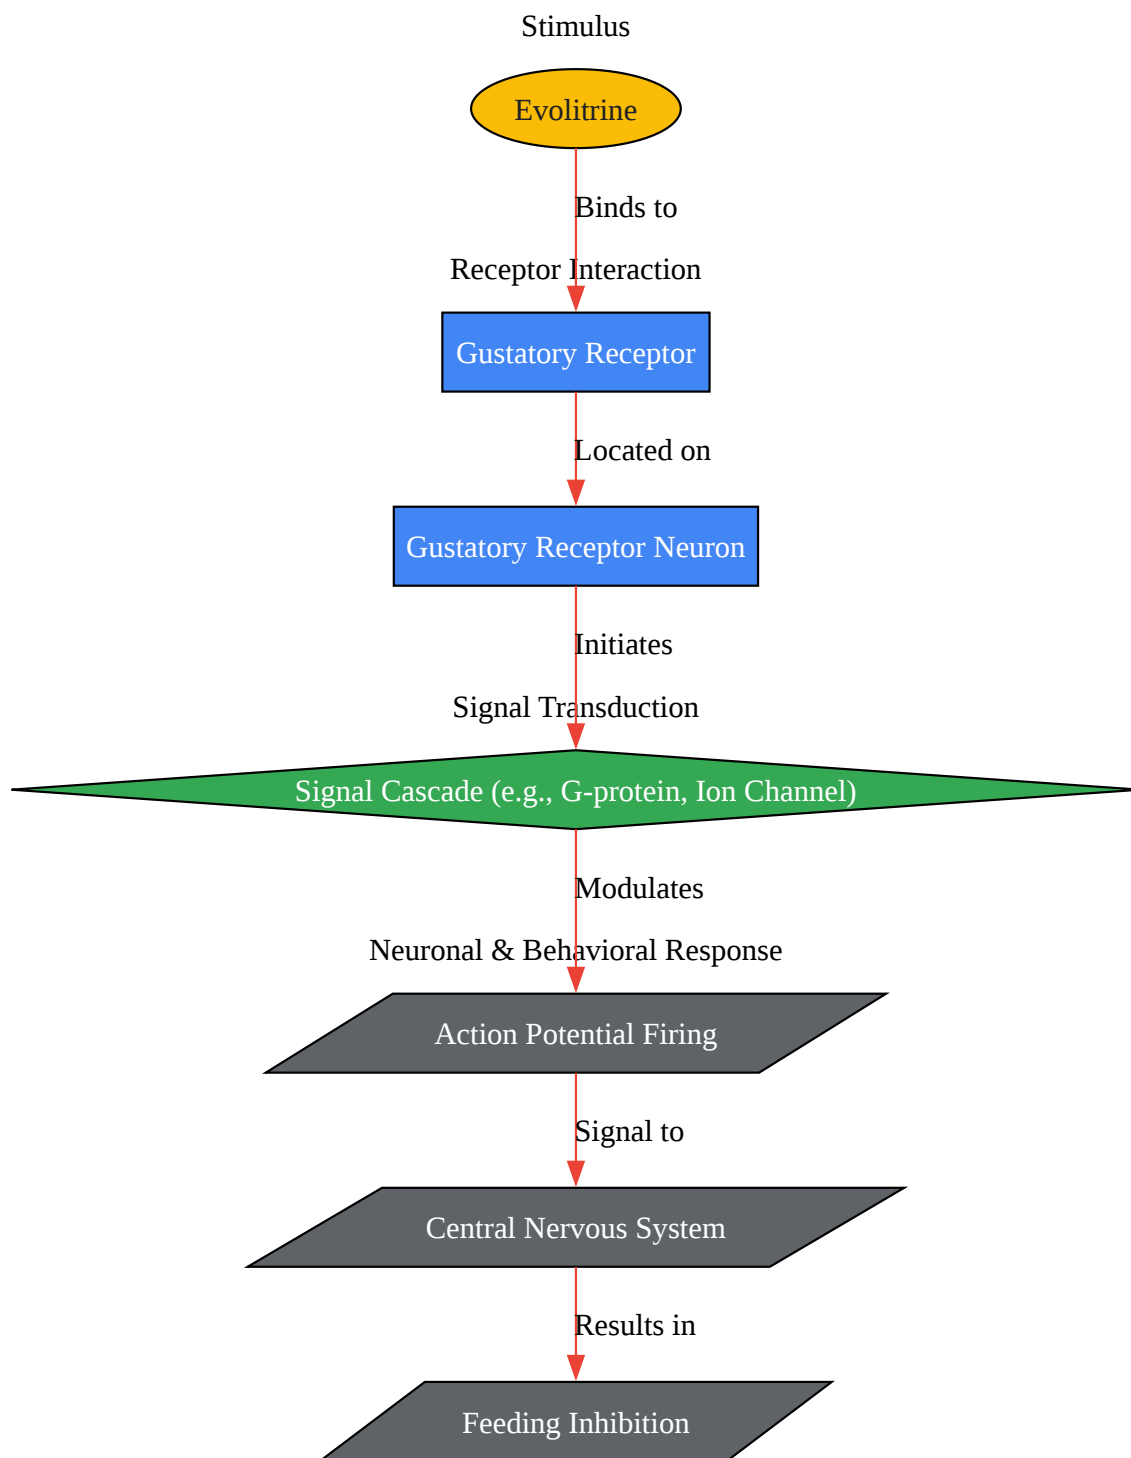 Stimulus
Evolitrine
Binds to
Receptor Interaction
Gustatory Receptor
Located on
Gustatory Receptor Neuron
Initiates
Signal Transduction
Signal Cascade (e.g., G-protein, Ion Channel)
Modulates
Neuronal & Behavioral Response
Action Potential Firing
Signal to
Central Nervous System
Results in
Feeding Inhibition